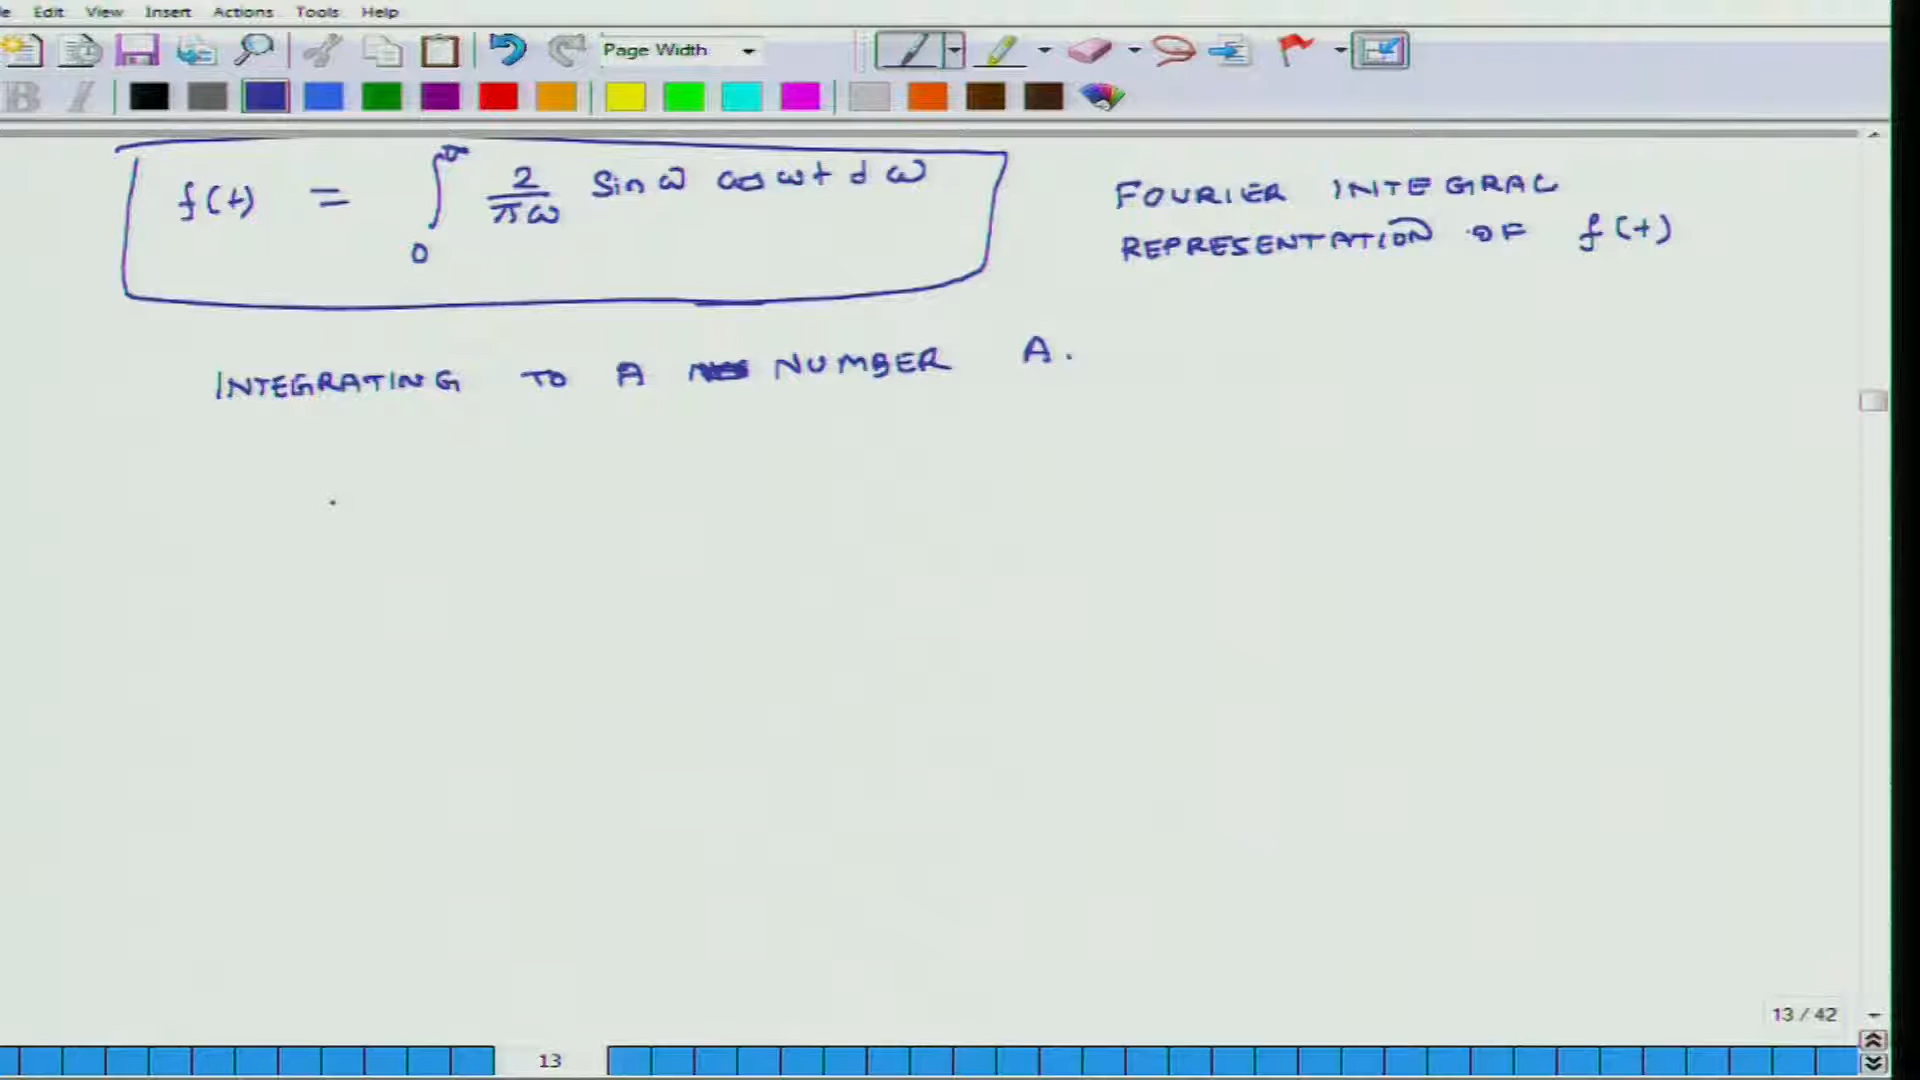 Edit View Insert Actions Tools Help
Page Width
B I
f(t) = ∫₀^∞ 2/πω Sin ω cos ωt dω
FOURIER INTEGRAL
REPRESENTATION OF f(t)
INTEGRATING TO A NUMBER A.
13 / 42
13